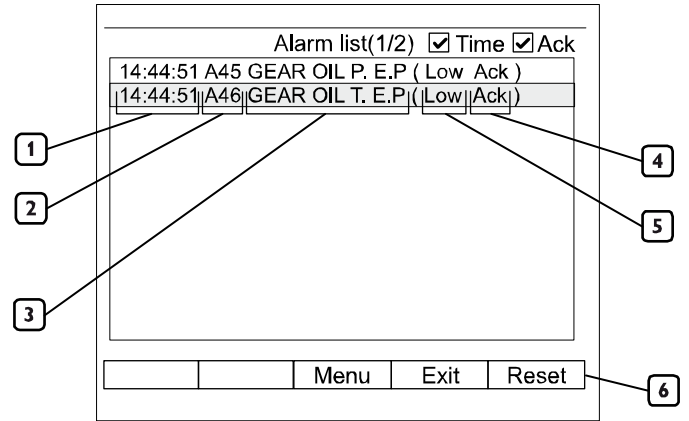 Alarm list(1/2) ✔ Time ✔ Ack
14:44:51 A45 GEAR OIL P. E.P ( Low Ack )
14:44:51 A46 GEAR OIL T. E.P ( Low Ack )
1
4
2
5
3
Menu Exit Reset
6